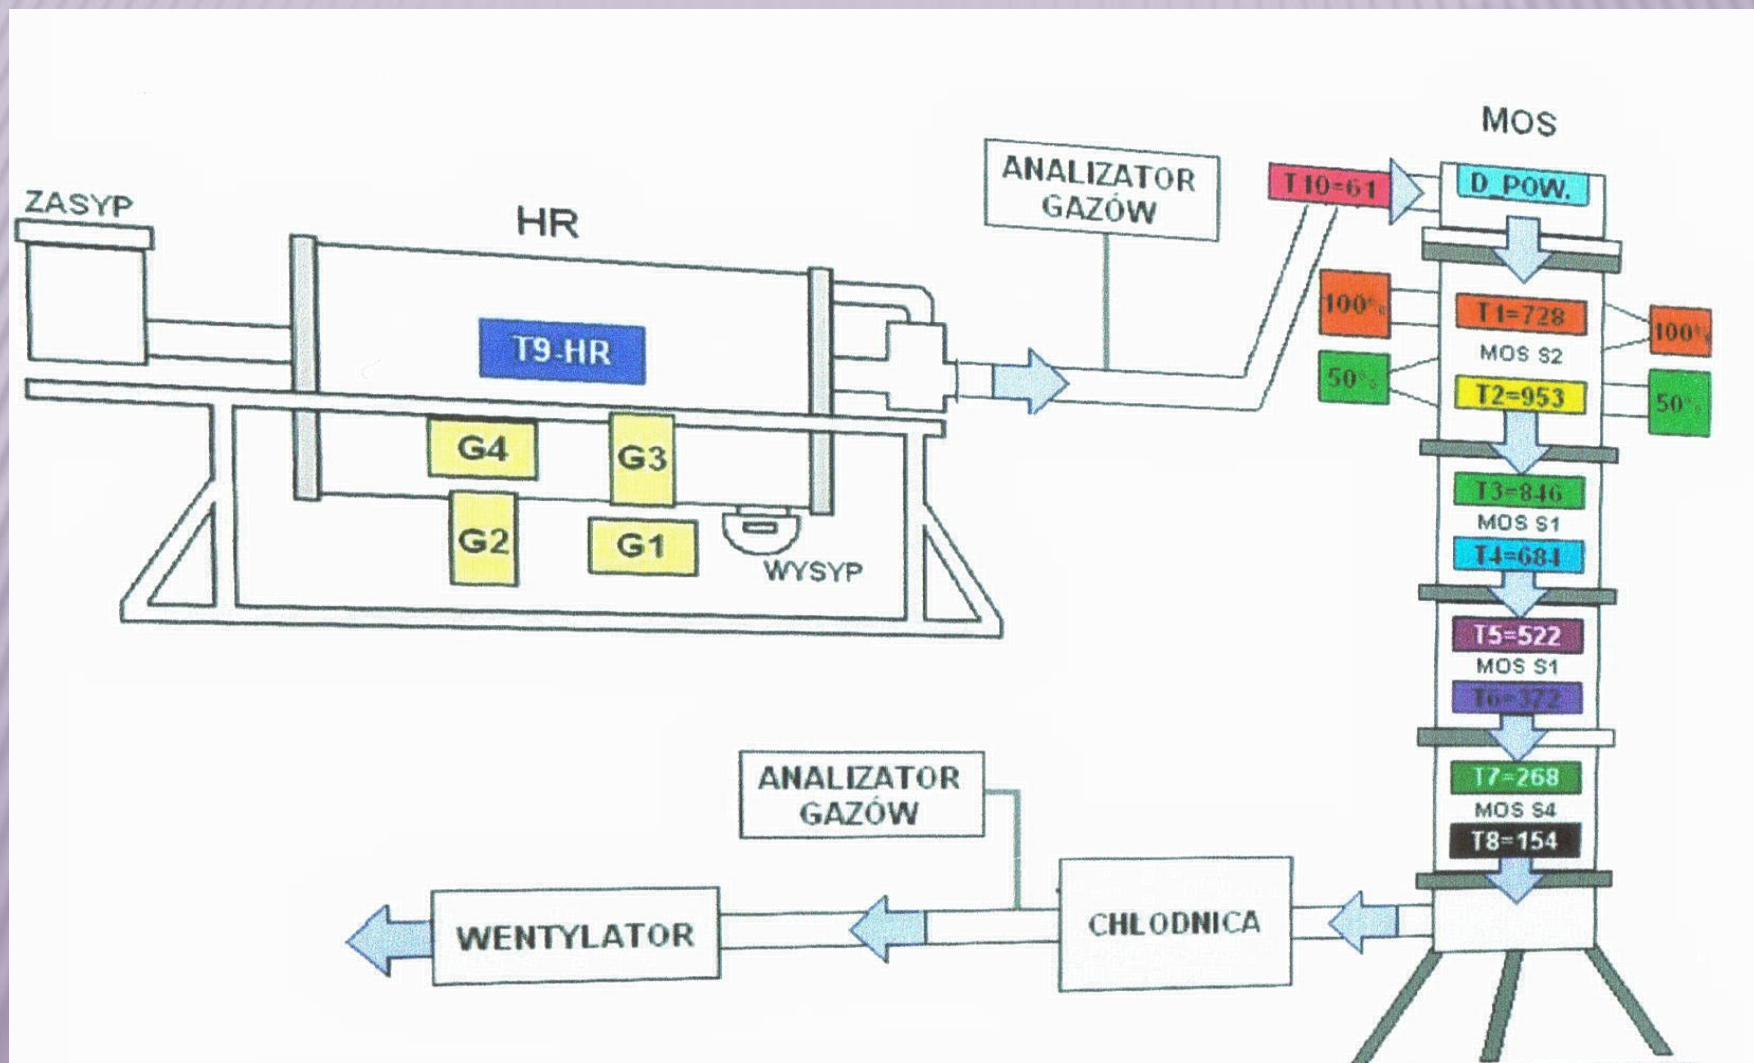 MOS
ZASYP
HR
ANALIZATOR
GAZÓW
T10=61
D_POW.
T9-HR
100%
T1=728
100%
MOS S2
50%
T2=953
50%
G4
G3
T3=846
MOS S1
G2
G1
T4=684
WYSYP
T5=522
MOS S1
T6=372
ANALIZATOR
GAZÓW
T7=268
MOS S4
T8=154
WENTYLATOR
CHŁODNICA